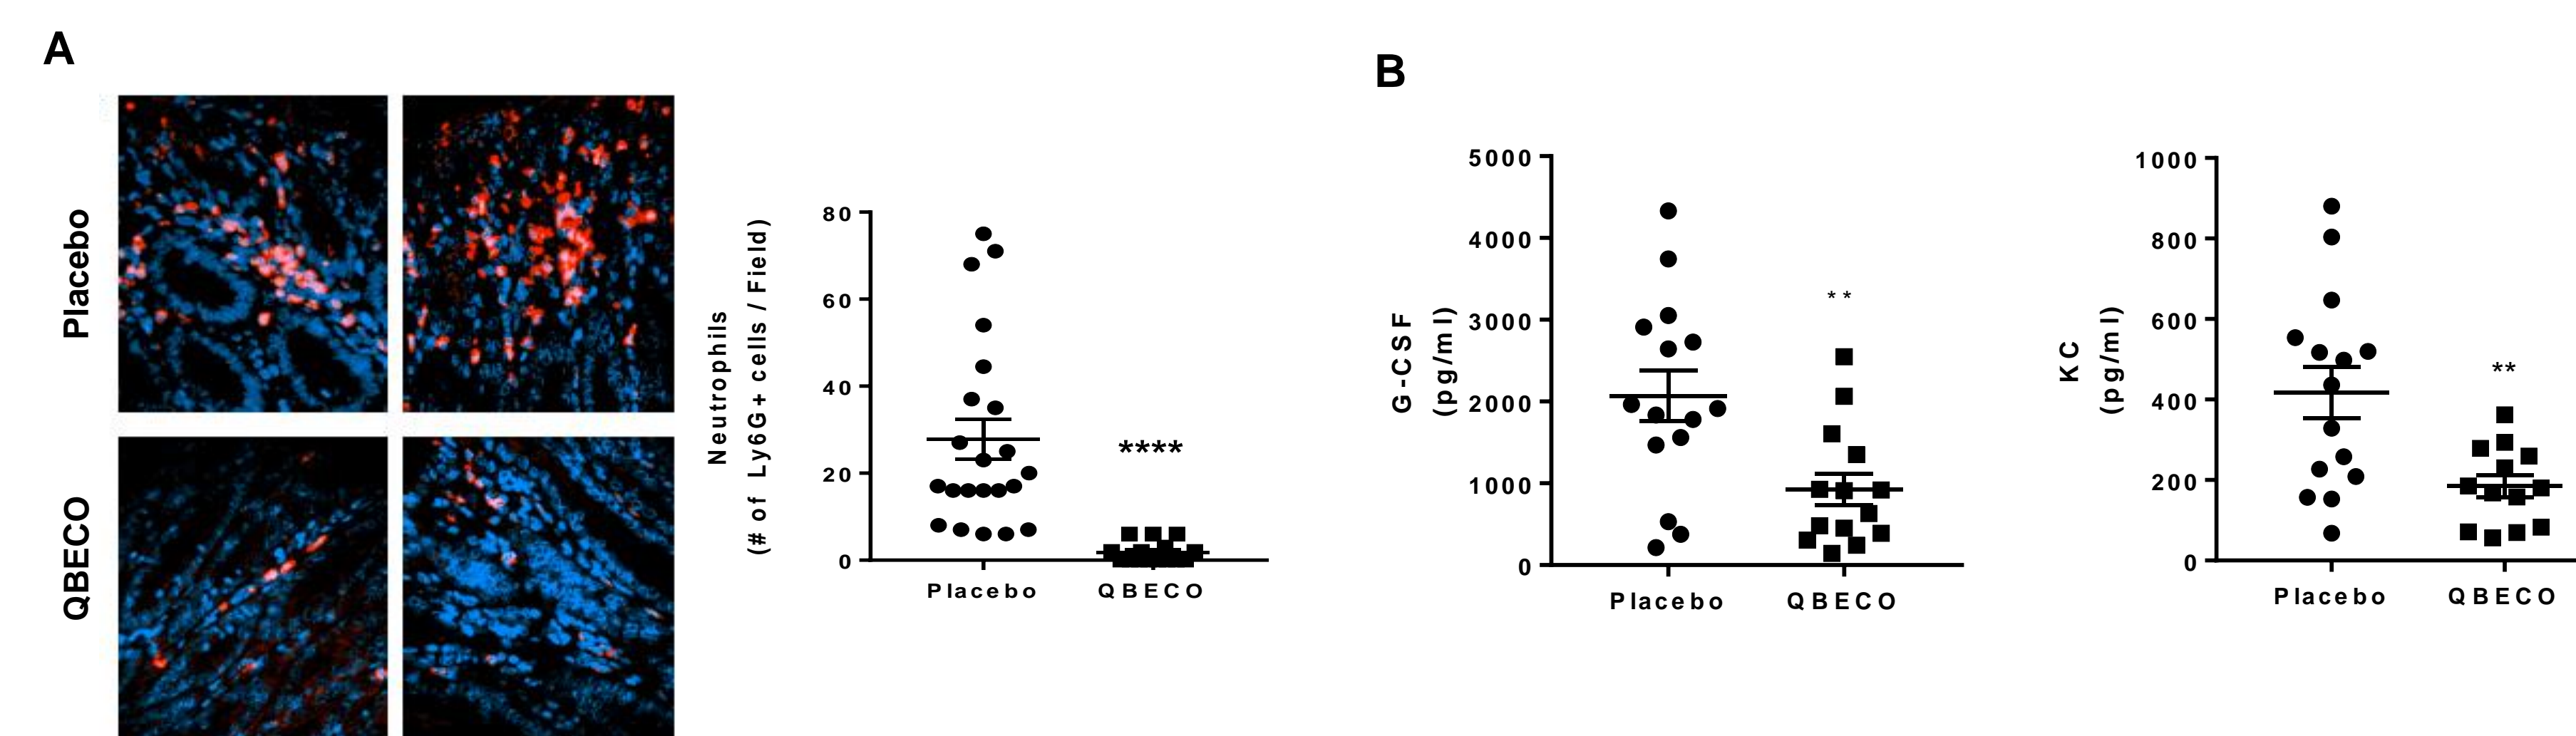 A
Placebo
QBECO
Neutrophils
(# of Ly6G+ cells / Field)
80
60
40
20
0
****
Placebo
QBECO
B
G-CSF
(pg/ml)
5000
4000
3000
2000
1000
0
**
Placebo
QBECO
KC
(pg/ml)
1000
800
600
400
200
0
**
Placebo
QBECO